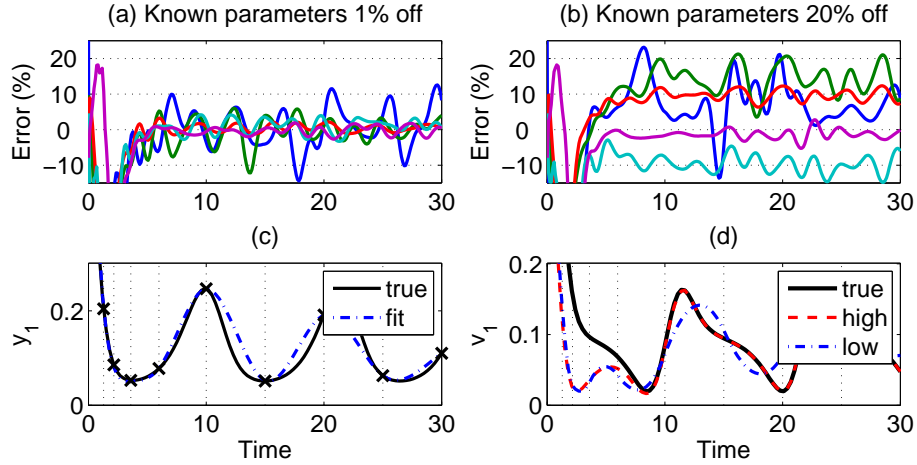 (a) Known parameters 1% off
(b) Known parameters 20% off
Error (%)
20
10
0
−10
0
10
20
30
Error (%)
20
10
0
−10
0
10
20
30
(c)
(d)
y1
0.2
0
0
10
20
30
Time
true
fit
v1
0.2
0.1
0
0
10
20
30
Time
true
high
low